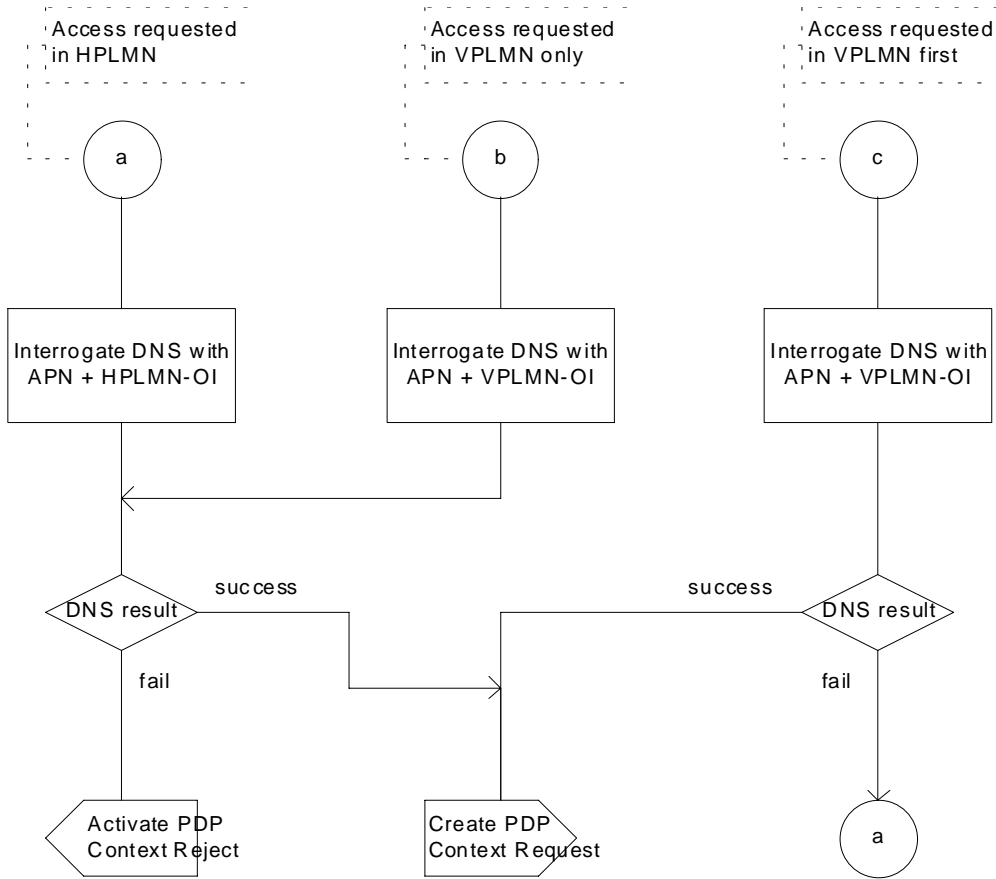 Access requested
in HPLMN
Access requested
in VPLMN only
Access requested
in VPLMN first
a
b
c
Interrogate DNS with
APN + HPLMN-OI
Interrogate DNS with
APN + VPLMN-OI
Interrogate DNS with
APN + VPLMN-OI
DNS result
success
fail
success
DNS result
fail
Activate PDP
Context Reject
Create PDP
Context Request
a